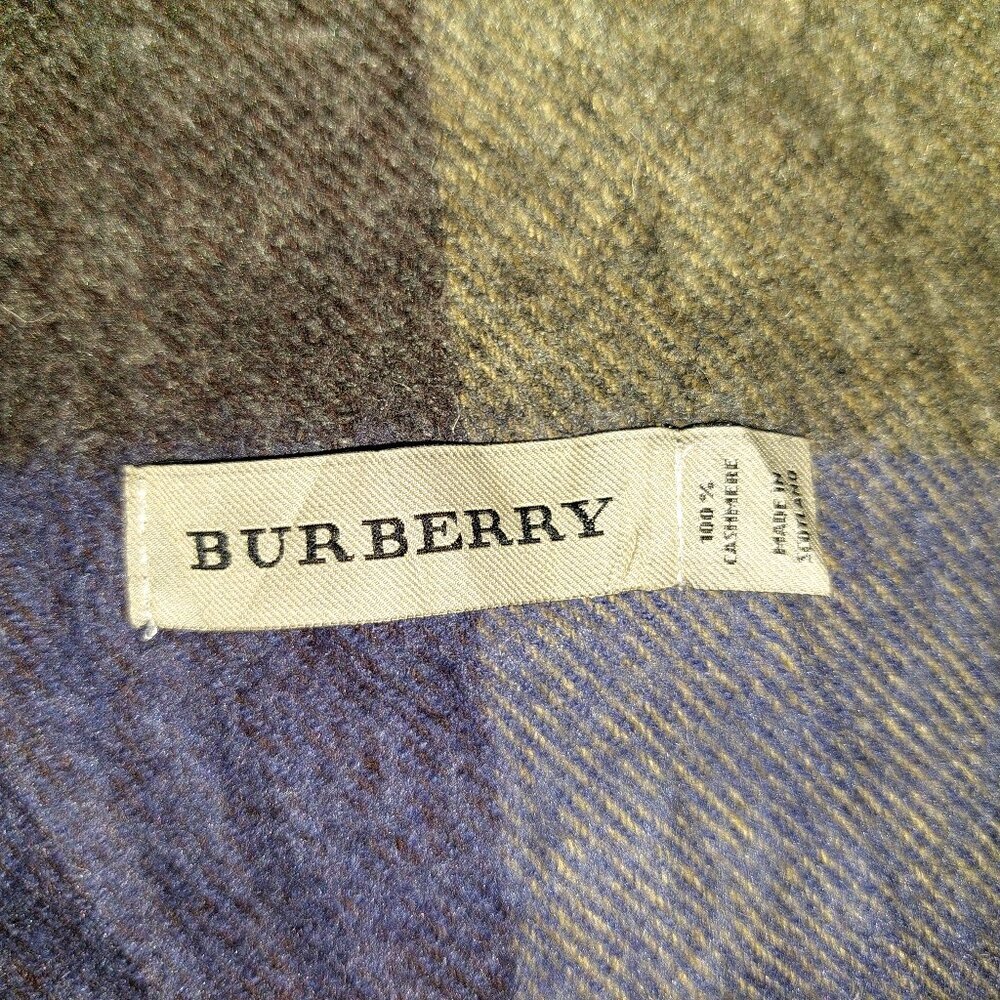 BURBERRY
100 %
CASHMERE
MADE IN
SCOTLAND